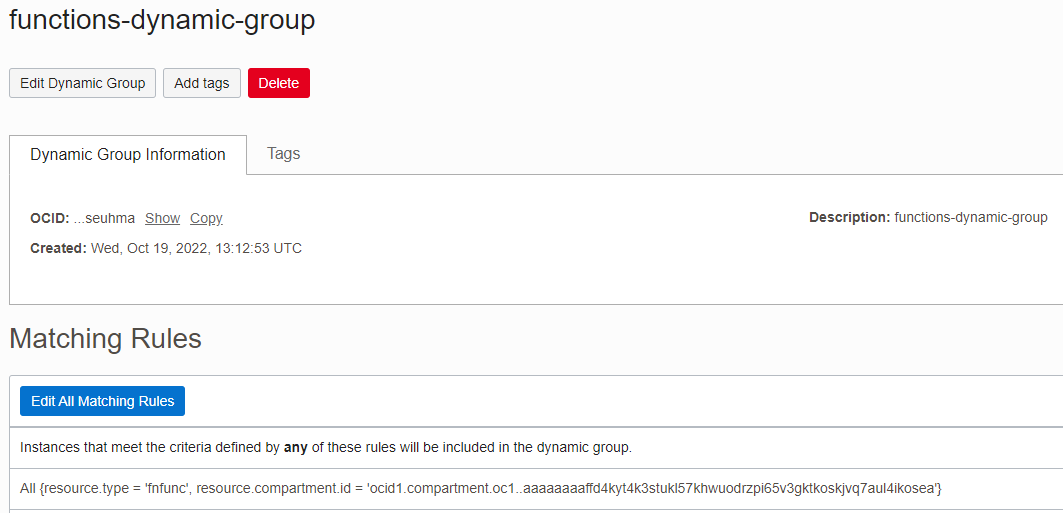 functions-dynamic-group
Edit Dynamic Group Add tags Delete
Dynamic Group Information Tags
OCID: ...seuhma Show Copy Description: functions-dynamic-group
Created: Wed, Oct 19, 2022, 13:12:53 UTC
Matching Rules
Edit All Matching Rules
Instances that meet the criteria defined by any of these rules will be included in the dynamic group.
All {resource.type = 'fnfunc', resource.compartment.id = 'ocid1.compartment.oc1..aaaaaaaaffd4kyt4k3stukl57khwuodrzpi65v3gktkoskjvq7aul4ikosea'}